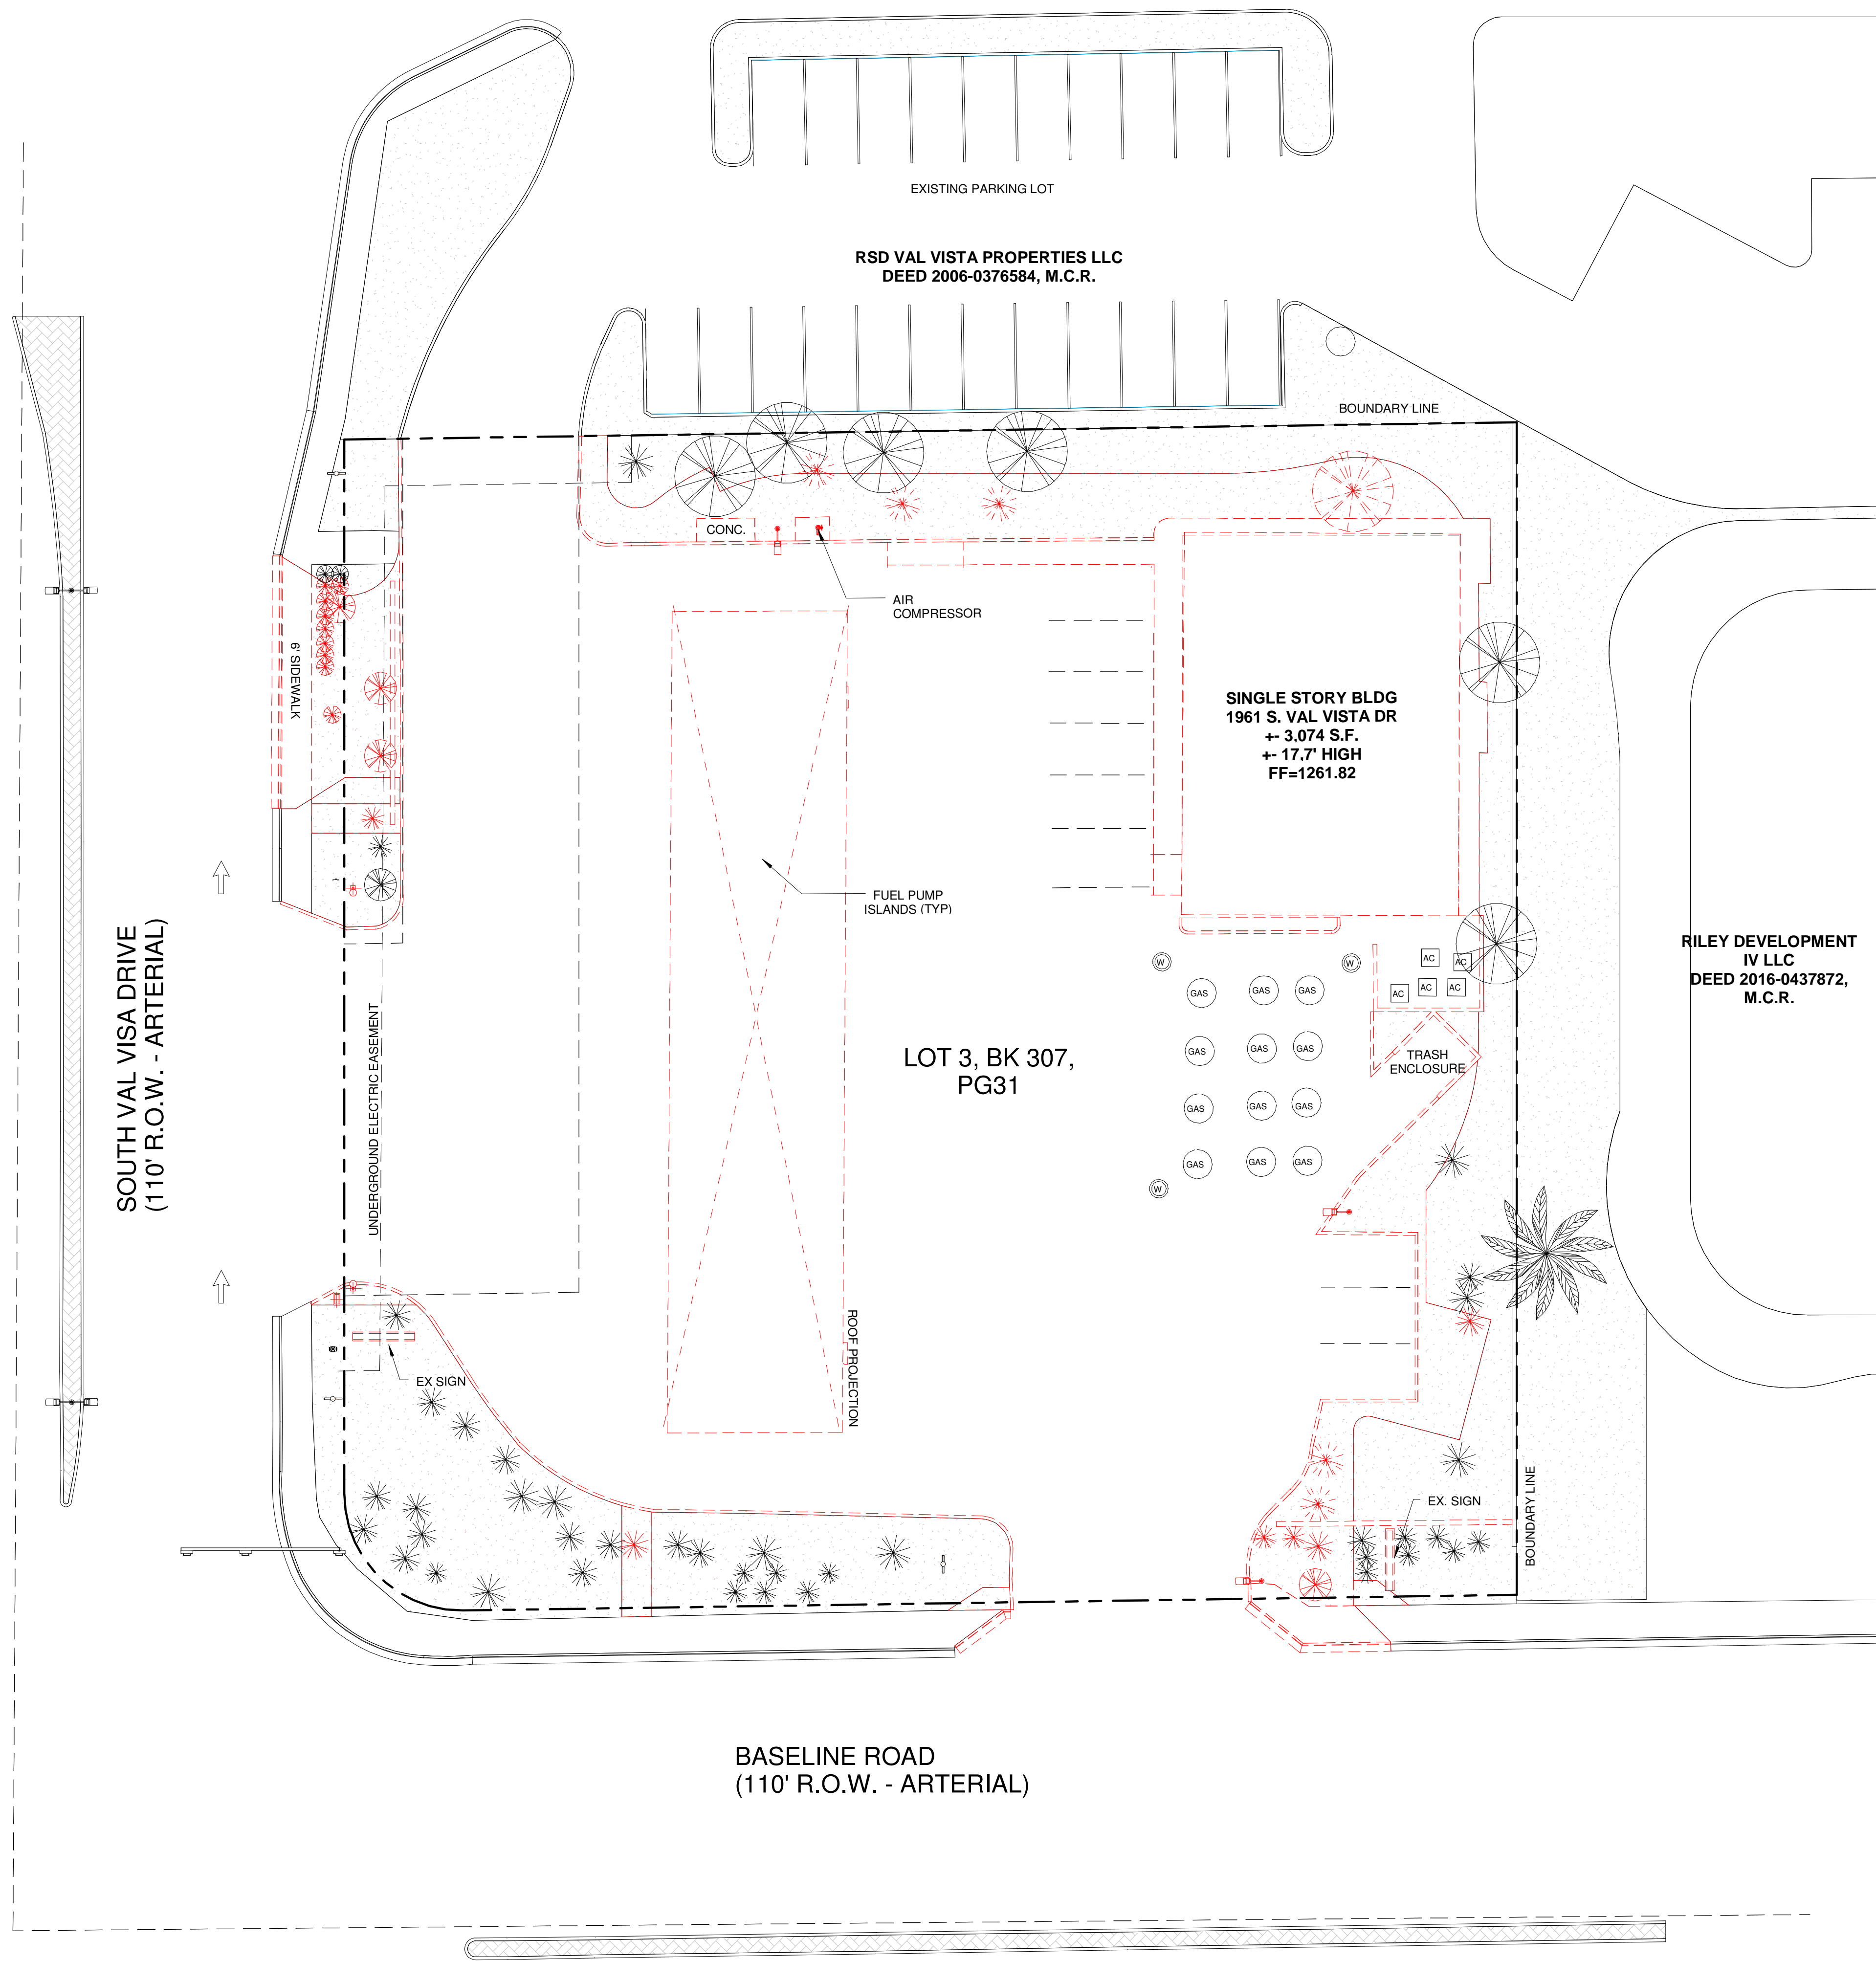 EXISTING PARKING LOT
RSD VAL VISTA PROPERTIES LLC
DEED 2006-0376584, M.C.R.
BOUNDARY LINE
CONC.
AIR
COMPRESSOR
6' SIDEWALK
SINGLE STORY BLDG
1961 S. VAL VISTA DR
+- 3,074 S.F.
+- 17,7' HIGH
FF=1261.82
FUEL PUMP
ISLANDS (TYP)
SOUTH VAL VISA DRIVE
(110' R.O.W. - ARTERIAL)
UNDERGROUND ELECTRIC EASEMENT
W
W
AC
AC
AC
AC
AC
GAS
GAS
GAS
GAS
GAS
GAS
GAS
GAS
GAS
GAS
GAS
GAS
W
LOT 3, BK 307,
PG31
TRASH
ENCLOSURE
RILEY DEVELOPMENT
IV LLC
DEED 2016-0437872,
M.C.R.
ROOF PROJECTION
EX SIGN
EX. SIGN
BOUNDARY LINE
BASELINE ROAD
(110' R.O.W. - ARTERIAL)